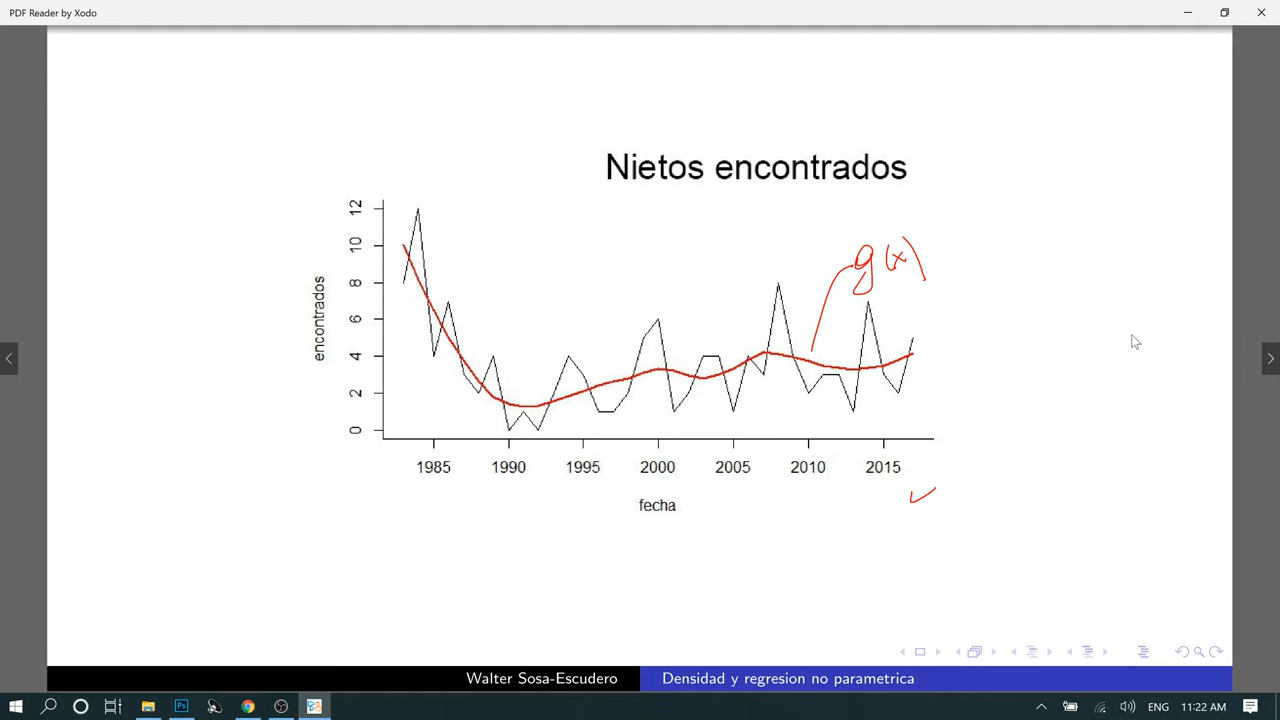 PDF Reader by Xodo
Nietos encontrados
g(x)
encontrados
12
10
8
6
4
2
0
1985 1990 1995 2000 2005 2010 2015
fecha
Walter Sosa-Escudero Densidad y regresion no parametrica
ENG 11:22 AM